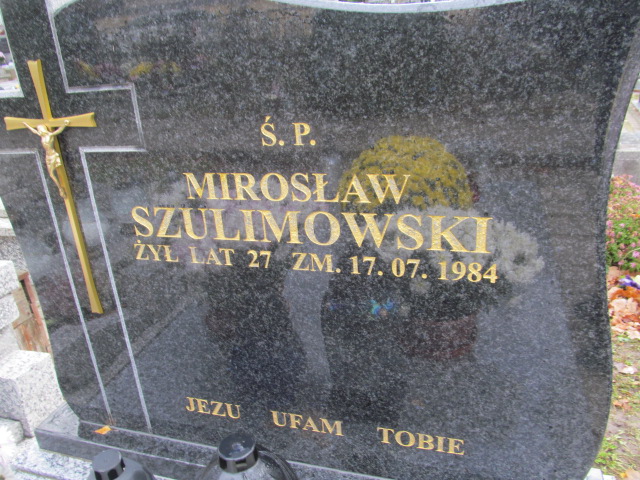 Ś. P.
MIROSŁAW
SZULIMOWSKI
ŻYŁ LAT 27 ZM. 17. 07. 1984
JEZU UFAM TOBIE